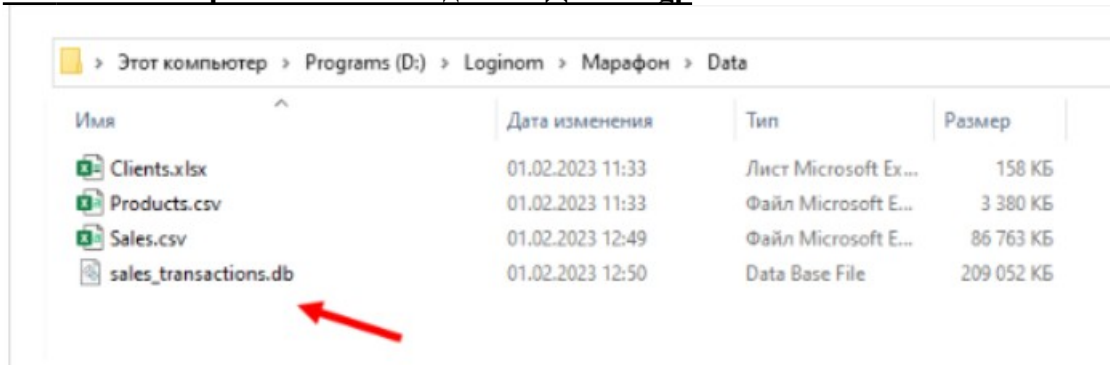 Этот компьютер > Programs (D:) > Loginom > Марафон > Data
Имя Дата изменения Тип Размер
Clients.xlsx 01.02.2023 11:33 Лист Microsoft Ex... 158 КБ
Products.csv 01.02.2023 11:33 Файл Microsoft E... 3 380 КБ
Sales.csv 01.02.2023 12:49 Файл Microsoft E... 86 763 КБ
sales_transactions.db 01.02.2023 12:50 Data Base File 209 052 КБ